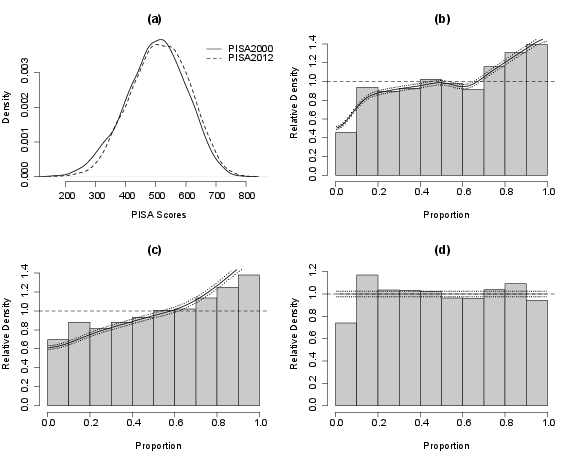 (a)
PISA2000
PISA2012
Density
0.000 0.001 0.002 0.003
200 300 400 500 600 700 800
PISA Scores
(b)
Relative Density
0.0 0.2 0.4 0.6 0.8 1.0 1.2 1.4
0.0 0.2 0.4 0.6 0.8 1.0
Proportion
(c)
Relative Density
0.0 0.2 0.4 0.6 0.8 1.0 1.2 1.4
0.0 0.2 0.4 0.6 0.8 1.0
Proportion
(d)
Relative Density
0.0 0.2 0.4 0.6 0.8 1.0 1.2
0.0 0.2 0.4 0.6 0.8 1.0
Proportion